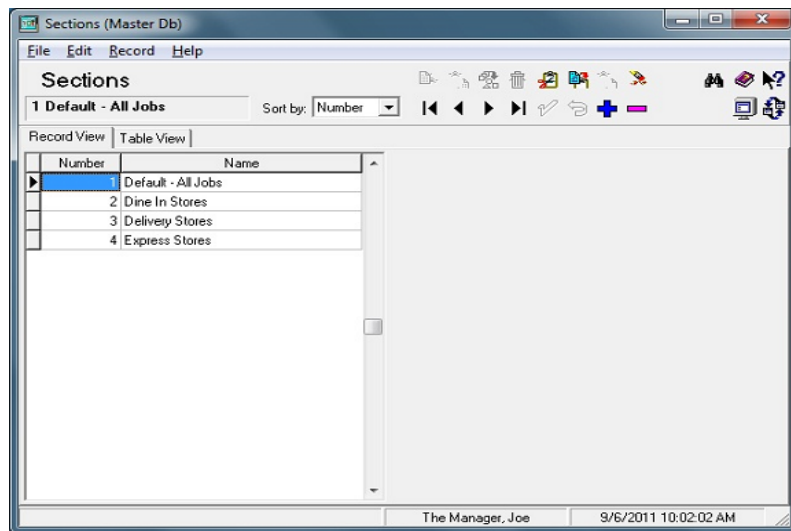 Sections (Master Db)
File Edit Record Help
Sections
1 Default - All Jobs Sort by: Number
Record View Table View
Number Name
1 Default - All Jobs
2 Dine In Stores
3 Delivery Stores
4 Express Stores
The Manager, Joe 9/6/2011 10:02:02 AM